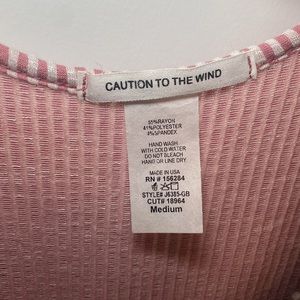 CAUTION TO THE WIND
55%RAYON
41%POLYESTER
4%SPANDEX
HAND WASH
WITH COLD WATER
DO NOT BLEACH
HANG OR LINE DRY
MADE IN USA
RN # 156284
STYLE# J6385-GB
CUT# 18964
Medium